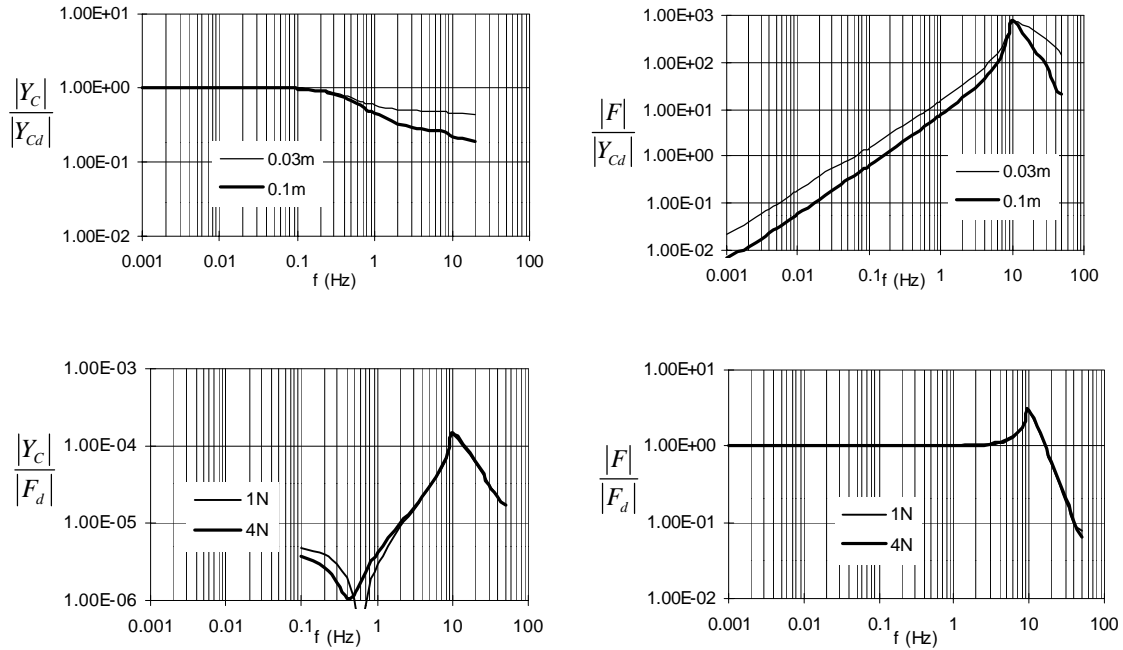 1.00E+01
1.00E+00
1.00E-01
1.00E-02
|Y_C|
|Y_Cd|
0.03m
0.1m
0.001 0.01 0.1 1 10 100
f (Hz)
1.00E+03
1.00E+02
1.00E+01
1.00E+00
1.00E-01
1.00E-02
|F|
|Y_Cd|
0.03m
0.1m
0.001 0.01 0.1 1 10 100
f (Hz)
1.00E-03
1.00E-04
1.00E-05
1.00E-06
|Y_C|
|F_d|
1N
4N
0.001 0.01 0.1 1 10 100
f (Hz)
1.00E+01
1.00E+00
1.00E-01
1.00E-02
|F|
|F_d|
1N
4N
0.001 0.01 0.1 1 10 100
f (Hz)